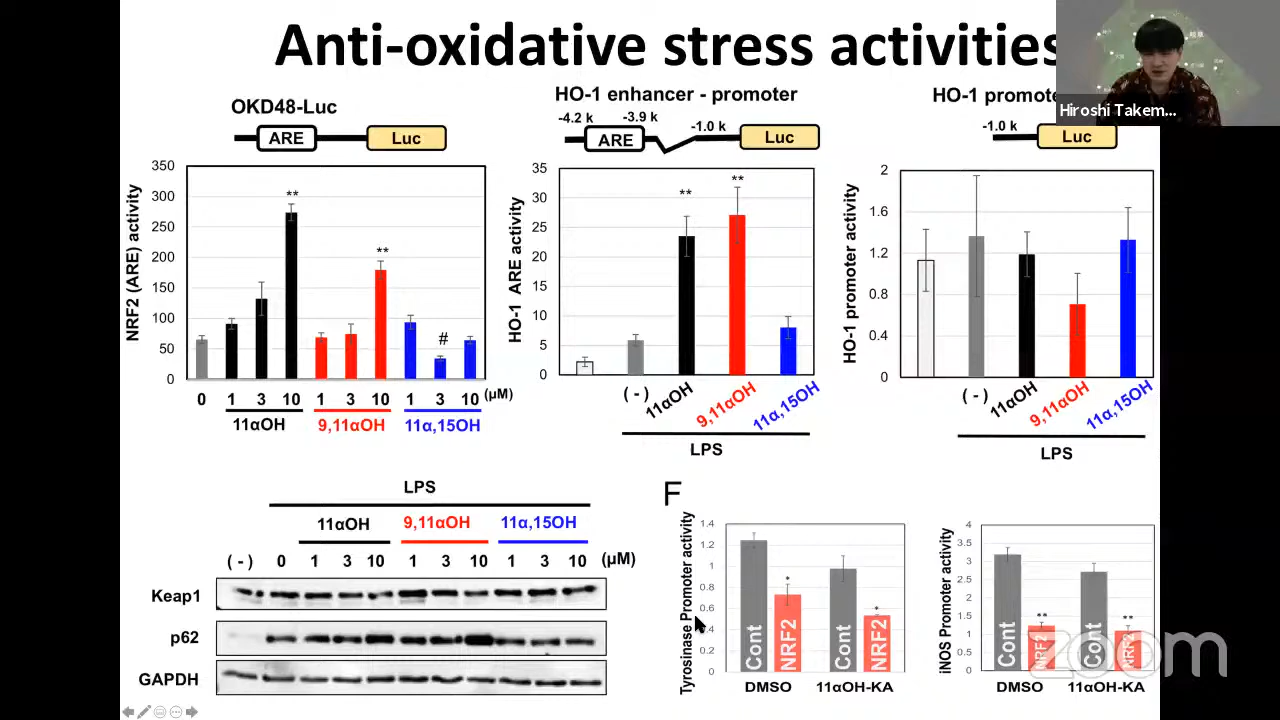 Anti-oxidative stress activities
Hiroshi Takem...
OKD48-Luc
ARE
Luc
NRF2 (ARE) activity
350
300
250
200
150
100
50
0
**
**
#
0 1 3 10 1 3 10 1 3 10 (μM)
11αOH 9,11αOH 11α,15OH
HO-1 enhancer - promoter
-4.2 k -3.9 k -1.0 k
ARE
Luc
HO-1 ARE activity
35
30
25
20
15
10
5
0
**
**
(-) 11αOH 9,11αOH 11α,15OH
LPS
HO-1 promote
-1.0 k
Luc
HO-1 promoter activity
2
1.6
1.2
0.8
0.4
0
(-) 11αOH 9,11αOH 11α,15OH
LPS
LPS
11αOH 9,11αOH 11α,15OH
(-) 0 1 3 10 1 3 10 1 3 10 (μM)
Keap1
p62
GAPDH
F
Tyrosinase Promoter activity
1.4
1.2
1
0.8
0.6
0.4
0.2
0
*
*
Cont NRF2 Cont NRF2
DMSO 11αOH-KA
iNOS Promoter activity
4
3.5
3
2.5
2
1.5
1
0.5
0
**
**
Cont NRF2 Cont NRF2
DMSO 11αOH-KA
zoom